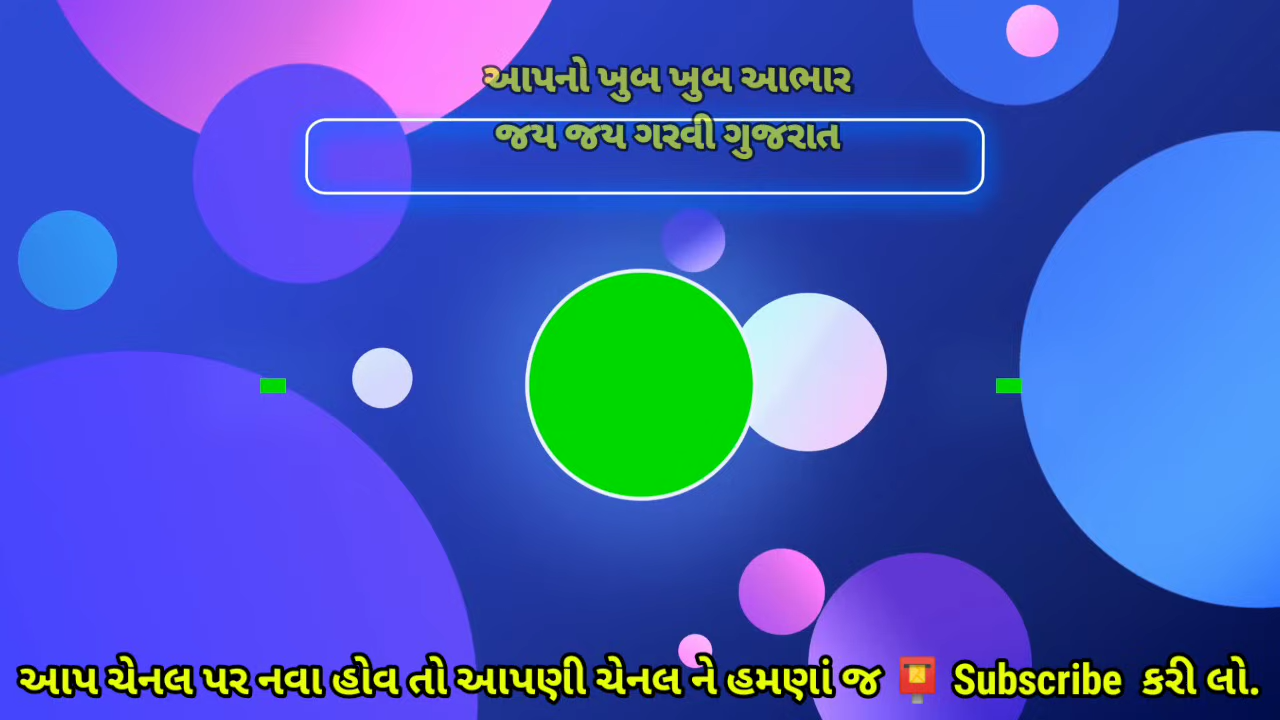 આપનો ખુબ ખુબ આભાર
જય જય ગરવી ગુજરાત
આપ ચેનલ પર નવા હોવ તો આપણી ચેનલ ને હમણાં જ 📮 Subscribe કરી લો.